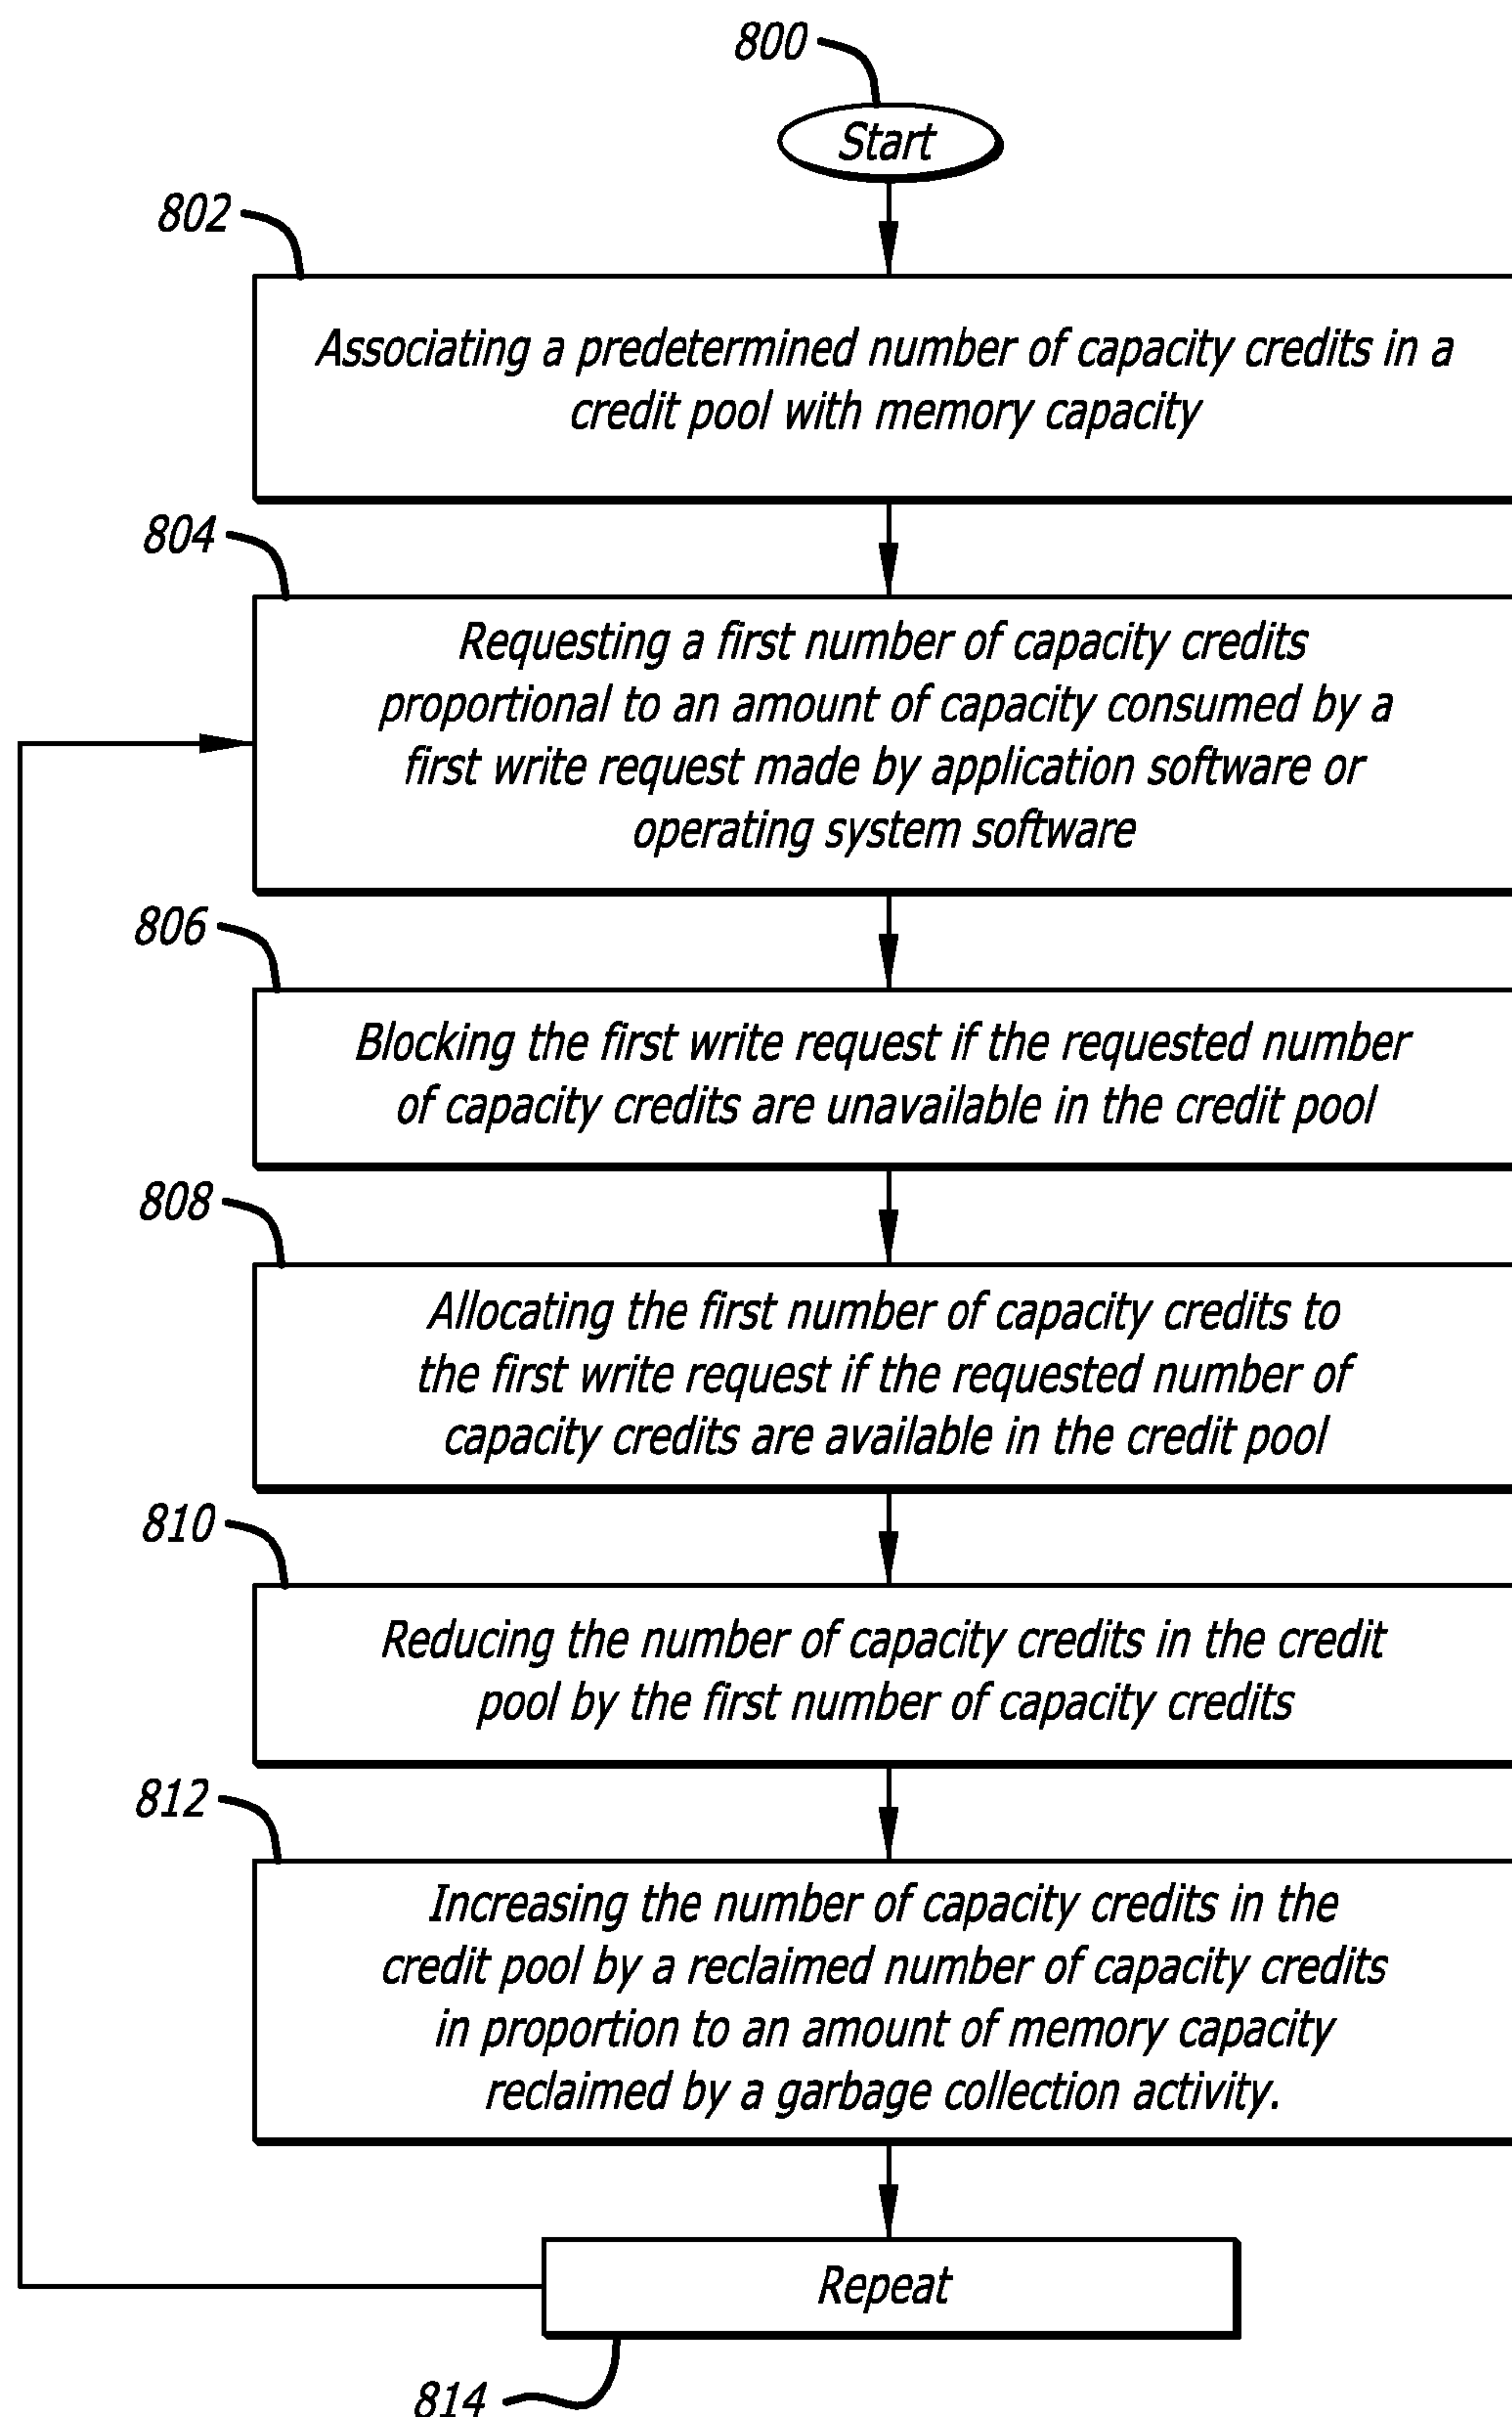 800
Start
802
Associating a predetermined number of capacity credits in a
credit pool with memory capacity
804
Requesting a first number of capacity credits
proportional to an amount of capacity consumed by a
first write request made by application software or
operating system software
806
Blocking the first write request if the requested number
of capacity credits are unavailable in the credit pool
808
Allocating the first number of capacity credits to
the first write request if the requested number of
capacity credits are available in the credit pool
810
Reducing the number of capacity credits in the credit
pool by the first number of capacity credits
812
Increasing the number of capacity credits in the
credit pool by a reclaimed number of capacity credits
in proportion to an amount of memory capacity
reclaimed by a garbage collection activity.
Repeat
814